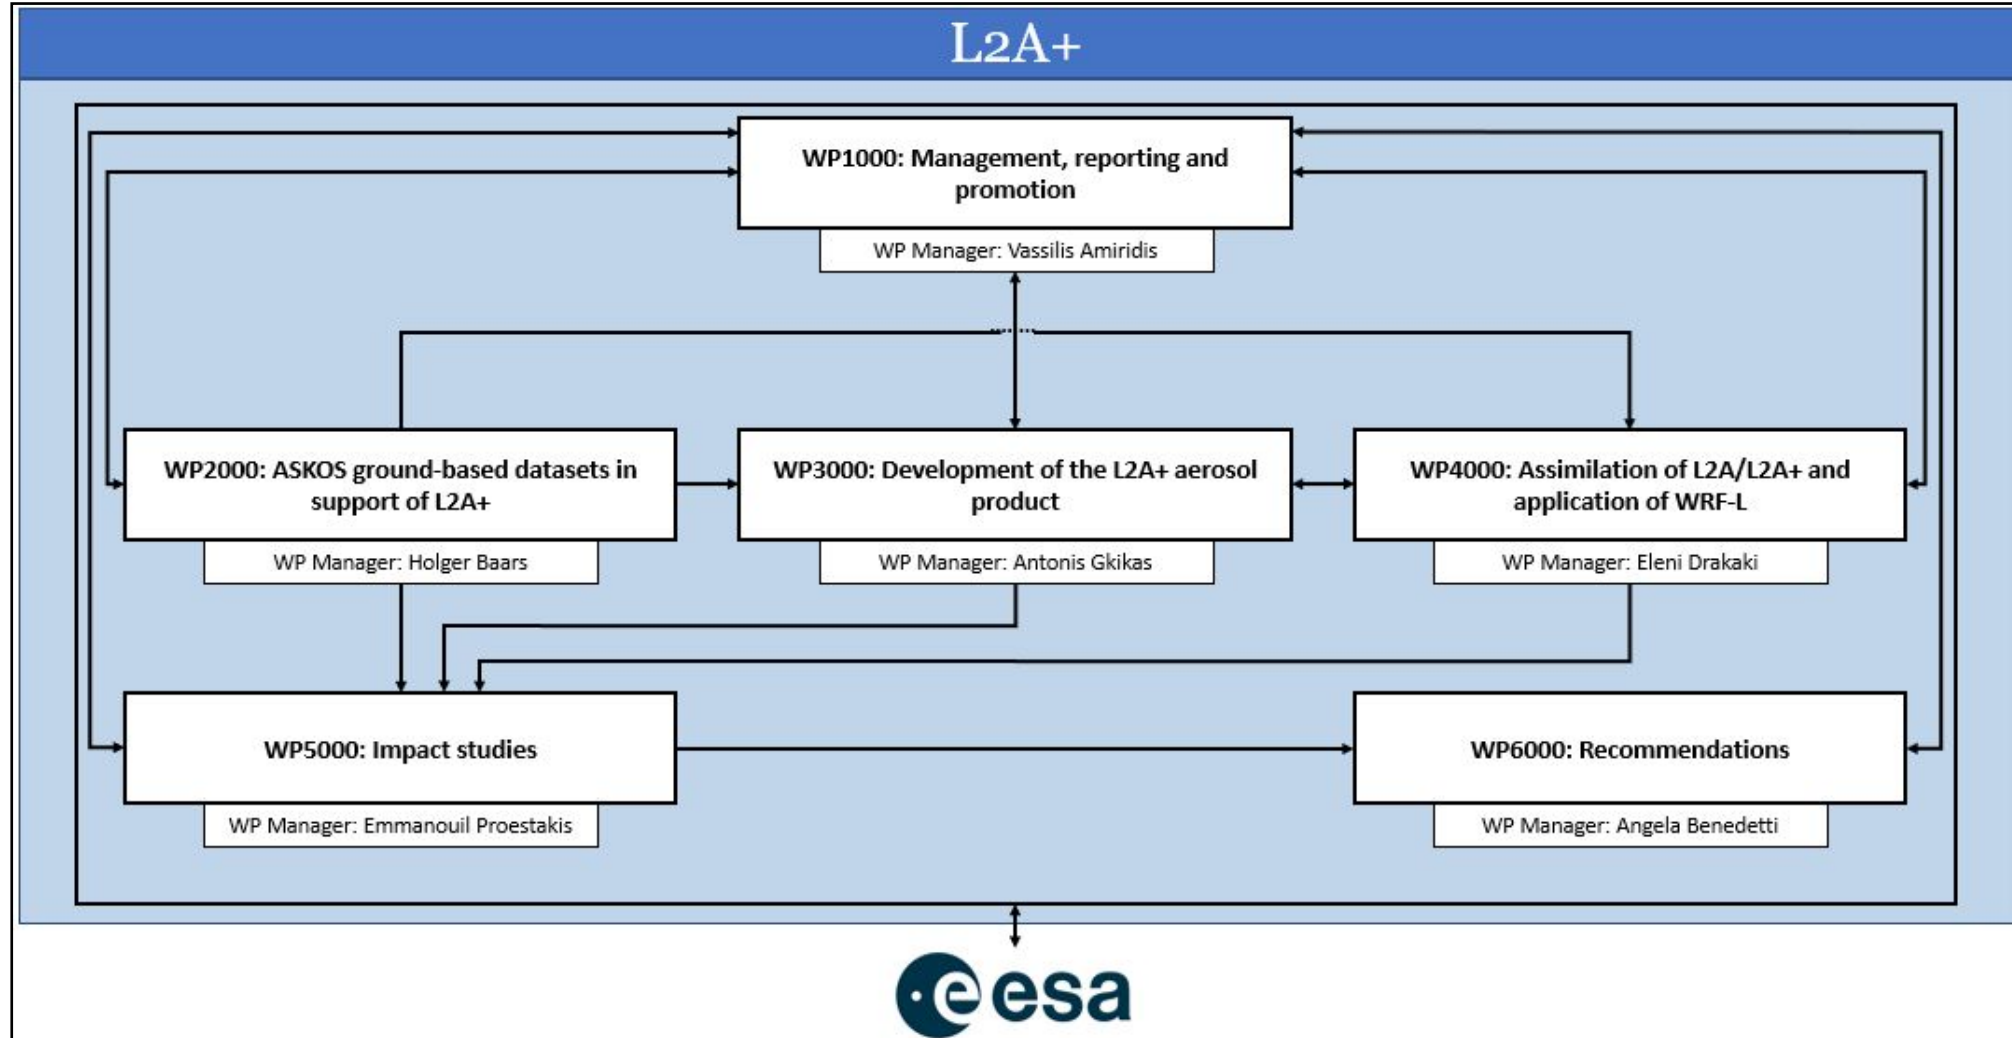 L2A+
WP1000: Management, reporting and
promotion
WP Manager: Vassilis Amiridis
WP2000: ASKOS ground-based datasets in
support of L2A+
WP Manager: Holger Baars
WP3000: Development of the L2A+ aerosol
product
WP Manager: Antonis Gkikas
WP4000: Assimilation of L2A/L2A+ and
application of WRF-L
WP Manager: Eleni Drakaki
WP5000: Impact studies
WP Manager: Emmanouil Proestakis
WP6000: Recommendations
WP Manager: Angela Benedetti
esa